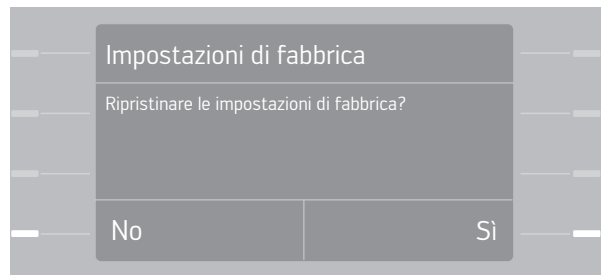 Impostazioni di fabbrica
Ripristinare le impostazioni di fabbrica?
No Sì